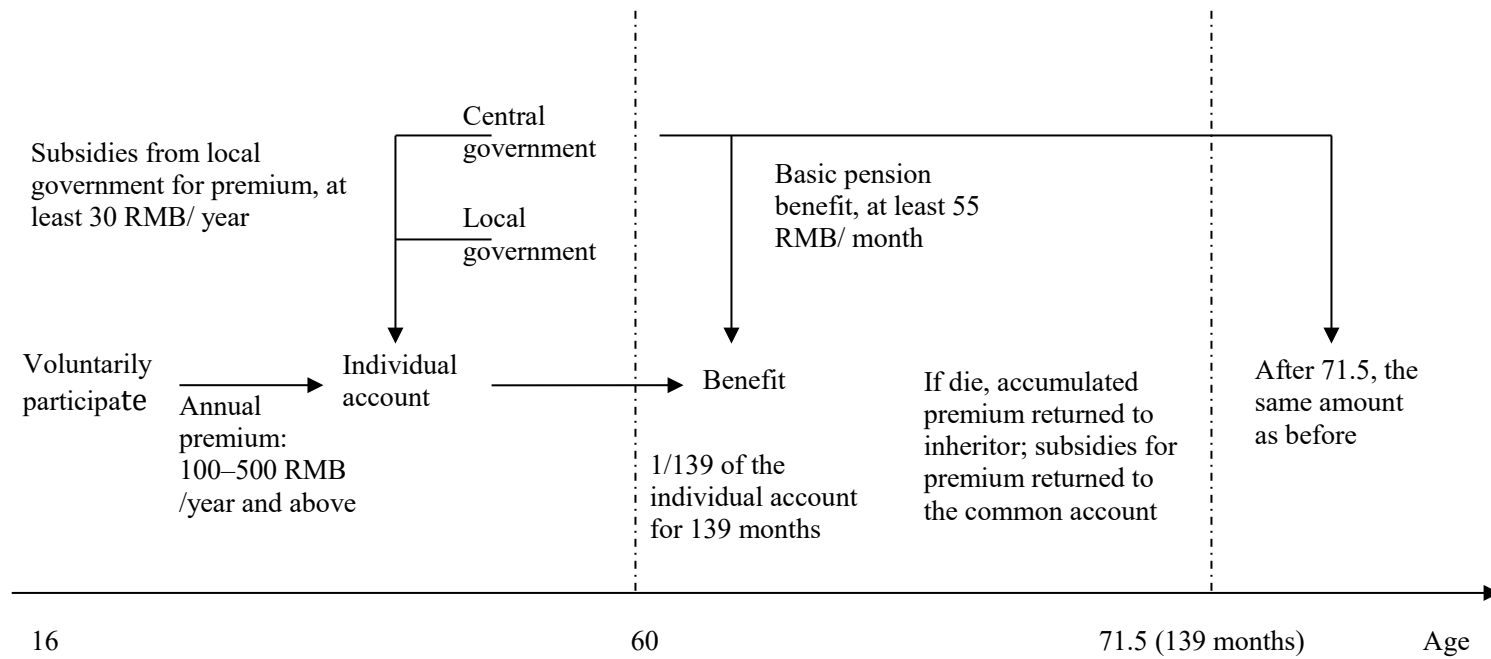 Subsidies from local
government for premium, at
least 30 RMB/ year
Central
government
Local
government
Basic pension
benefit, at least 55
RMB/ month
Voluntarily
participate
Annual
premium:
100–500 RMB
/year and above
Individual
account
Benefit
1/139 of the
individual account
for 139 months
If die, accumulated
premium returned to
inheritor; subsidies for
premium returned to
the common account
After 71.5, the
same amount
as before
16
60
71.5 (139 months)
Age